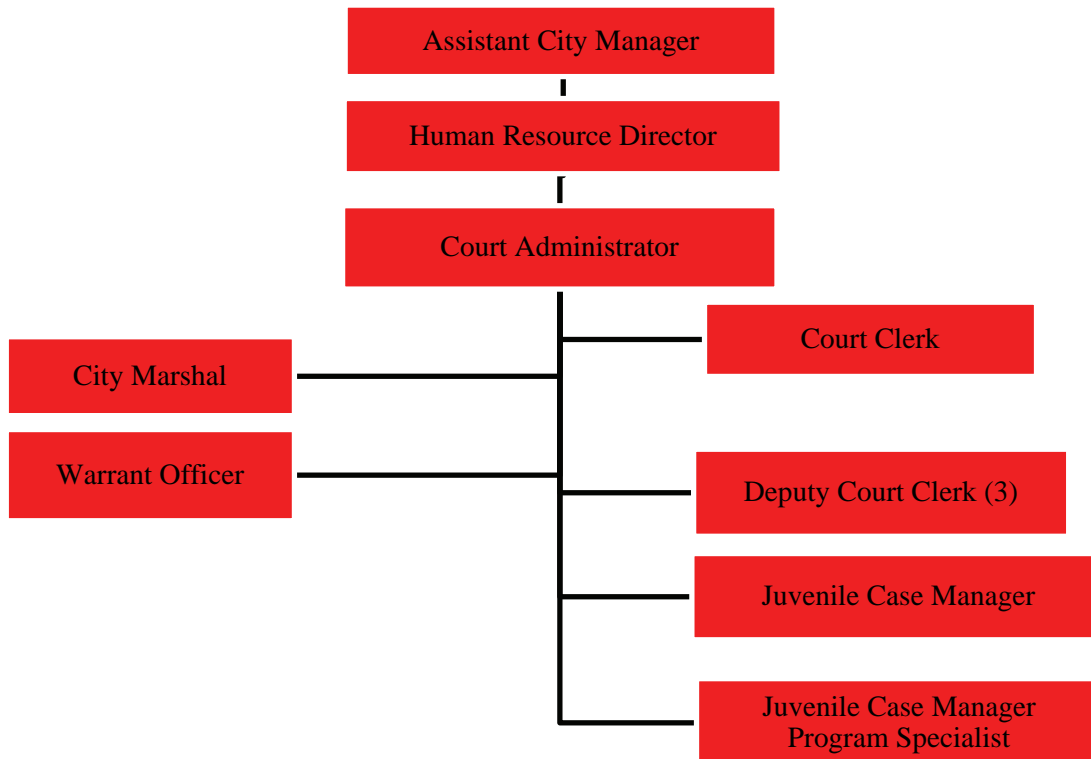 Assistant City Manager
Human Resource Director
Court Administrator
Court Clerk
City Marshal
Warrant Officer
Deputy Court Clerk (3)
Juvenile Case Manager
Juvenile Case Manager
Program Specialist